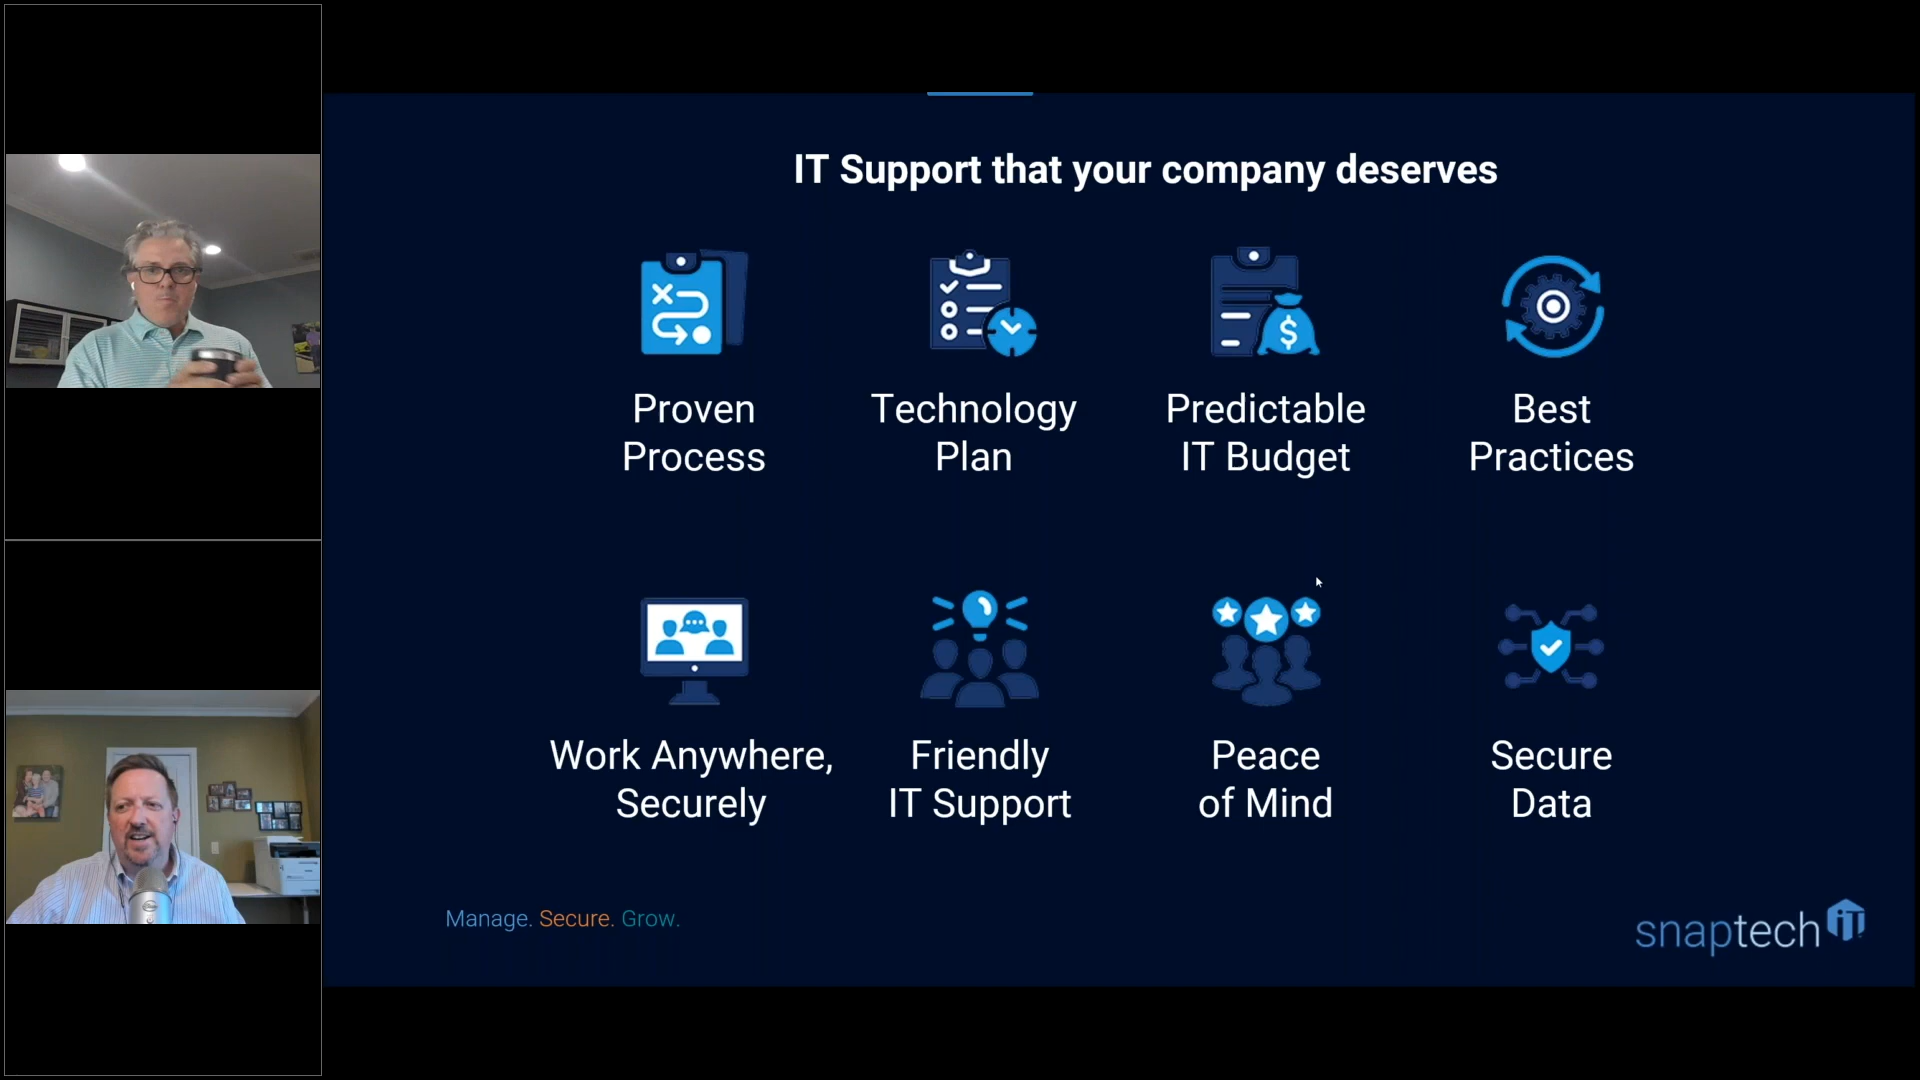 IT Support that your company deserves
Proven
Process
Technology
Plan
Predictable
IT Budget
Best
Practices
Work Anywhere,
Securely
Friendly
IT Support
Peace
of Mind
Secure
Data
Manage. Secure. Grow.
snaptech iT